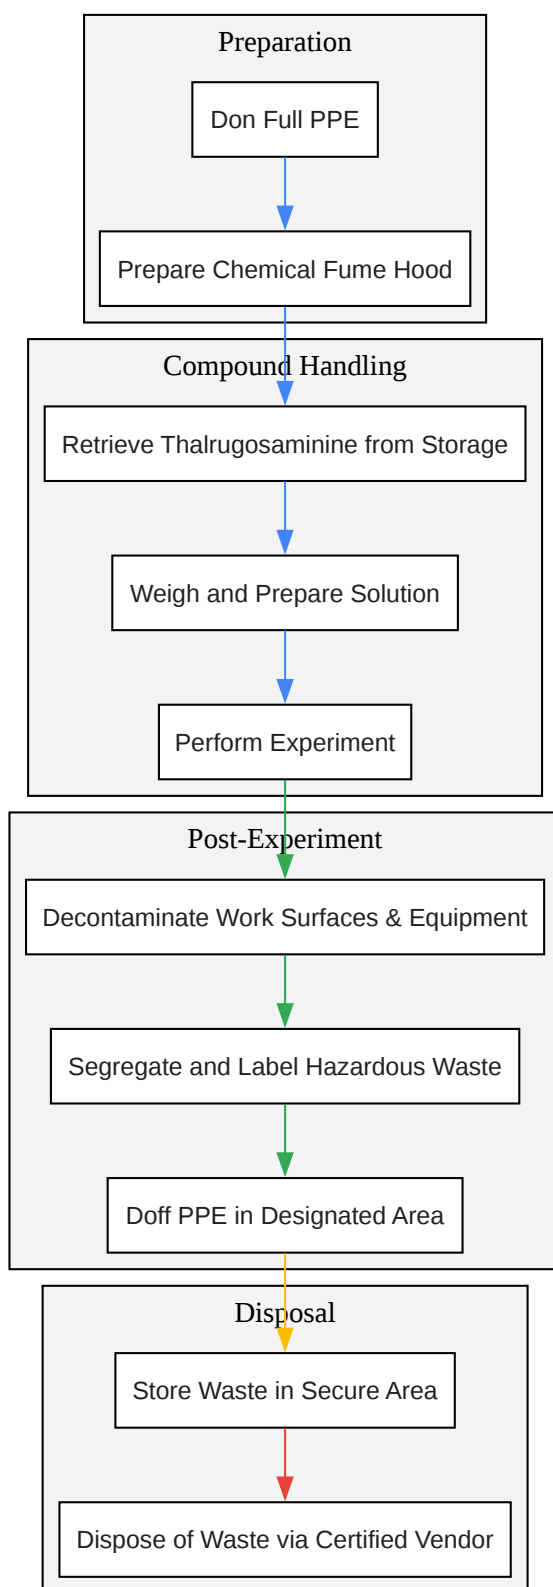 Preparation
Don Full PPE
Prepare Chemical Fume Hood
Compound Handling
Retrieve Thalrugosaminine from Storage
Weigh and Prepare Solution
Perform Experiment
Post-Experiment
Decontaminate Work Surfaces & Equipment
Segregate and Label Hazardous Waste
Doff PPE in Designated Area
Disposal
Store Waste in Secure Area
Dispose of Waste via Certified Vendor